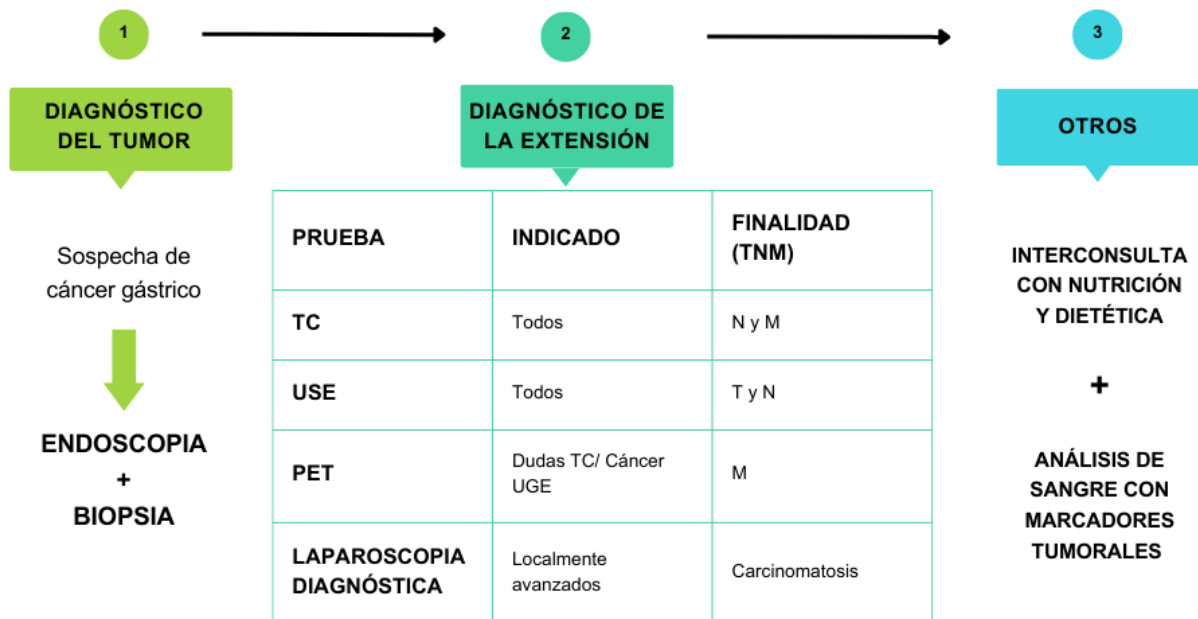 1
2
3
DIAGNÓSTICO
DEL TUMOR
DIAGNÓSTICO DE
LA EXTENSIÓN
OTROS
Sospecha de
cáncer gástrico
ENDOSCOPIA
+
BIOPSIA
PRUEBA
INDICADO
FINALIDAD
(TNM)
TC
Todos
N y M
USE
Todos
T y N
PET
Dudas TC/ Cáncer
UGE
M
LAPAROSCOPIA
DIAGNÓSTICA
Localmente
avanzados
Carcinomatosis
INTERCONSULTA
CON NUTRICIÓN
Y DIETÉTICA
+
ANÁLISIS DE
SANGRE CON
MARCADORES
TUMORALES